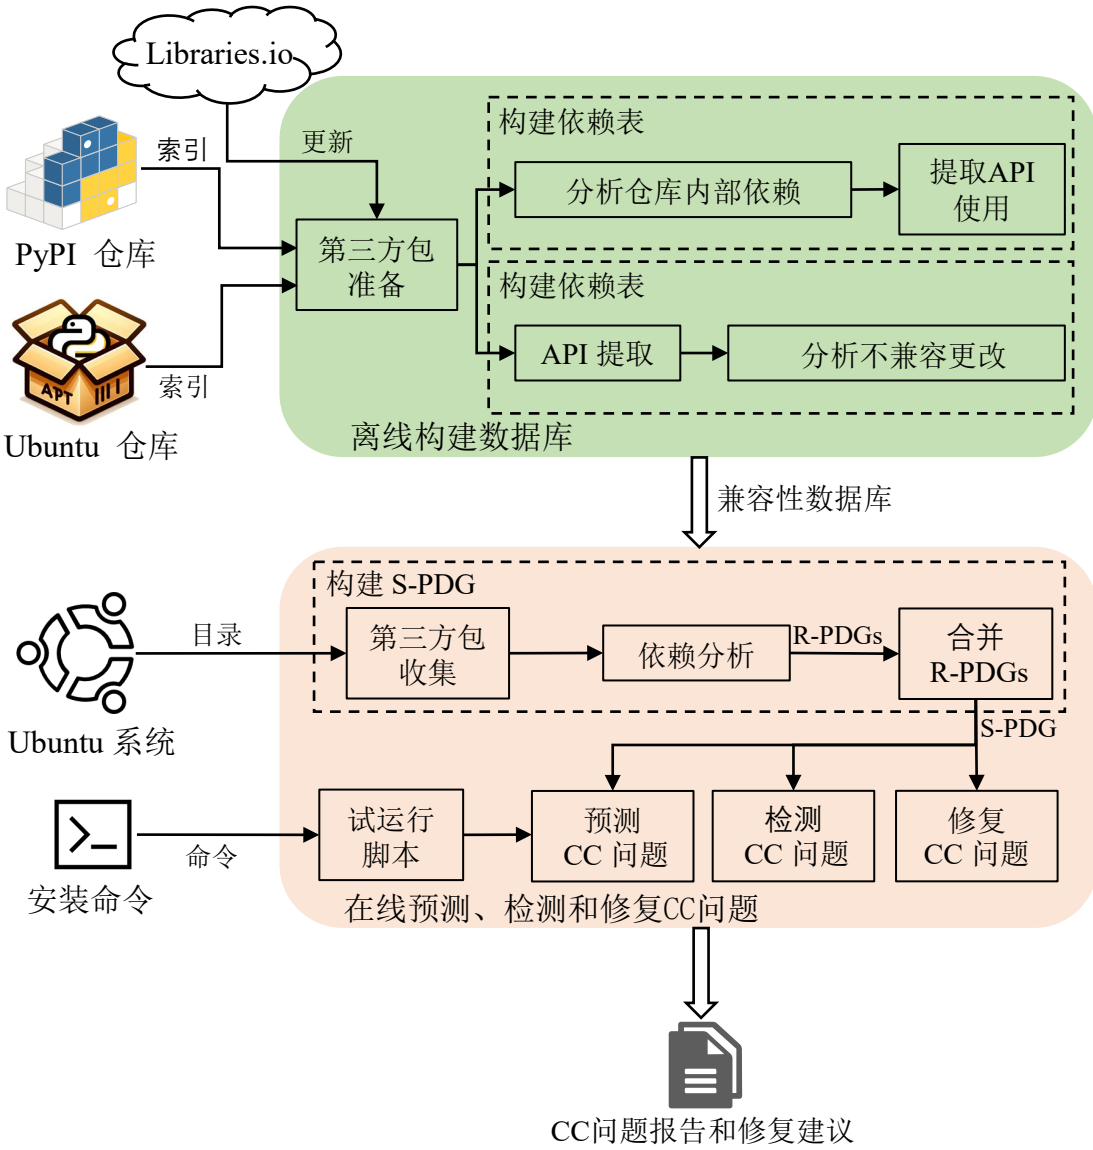 Libraries.io
索引
更新
PyPI 仓库
索引
Ubuntu 仓库
第三方包
准备
构建依赖表
分析仓库内部依赖
提取API
使用
构建依赖表
API 提取
分析不兼容更改
离线构建数据库
兼容性数据库
构建 S-PDG
目录
Ubuntu 系统
第三方包
收集
依赖分析
R-PDGs
合并
R-PDGs
S-PDG
命令
安装命令
试运行
脚本
预测
CC 问题
检测
CC 问题
修复
CC 问题
在线预测、检测和修复CC问题
CC问题报告和修复建议
APT